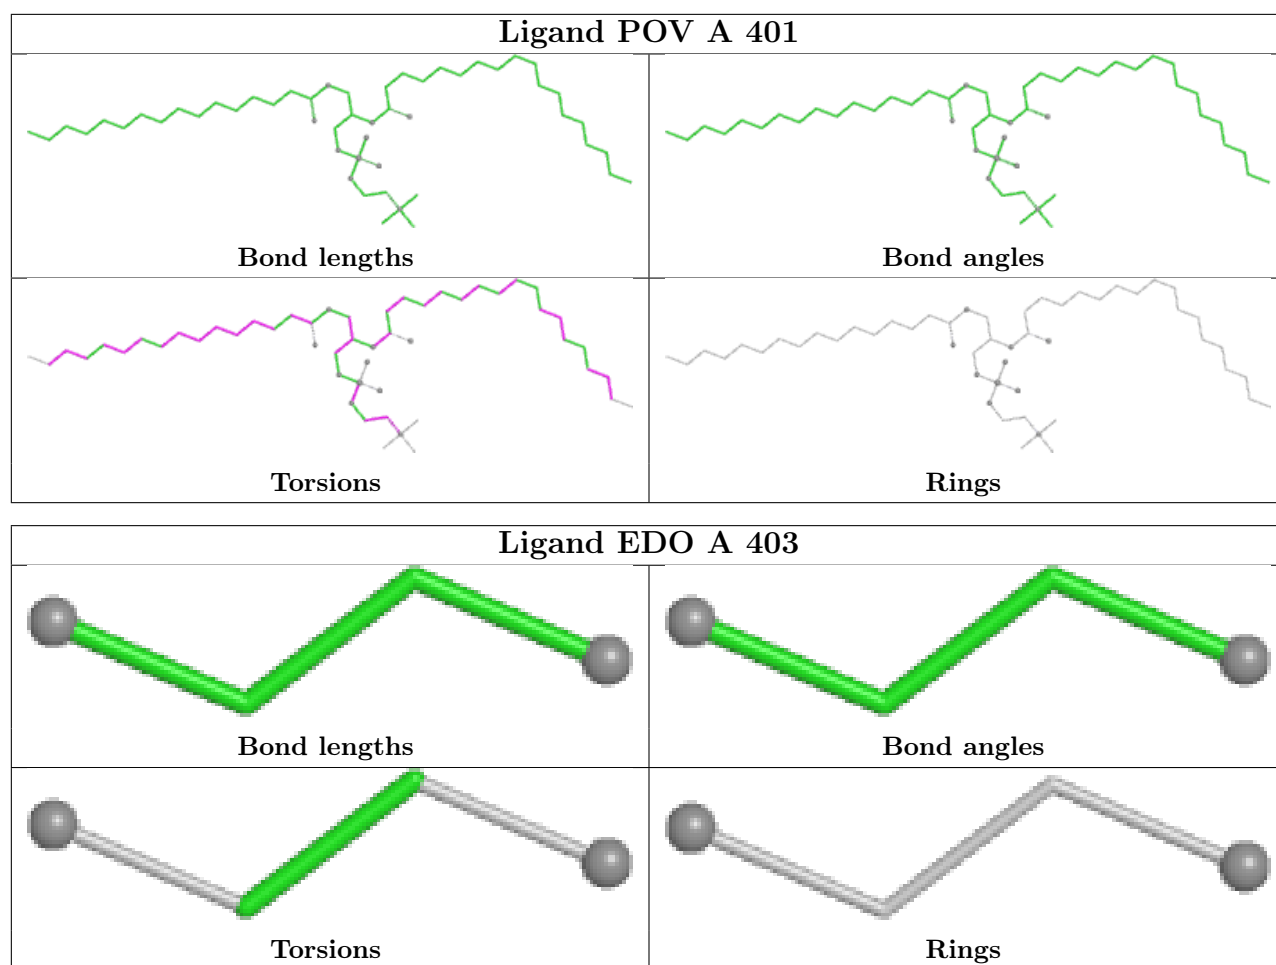 Ligand POV A 401
Bond lengths
Bond angles
Torsions
Rings
Ligand EDO A 403
Bond lengths
Bond angles
Torsions
Rings